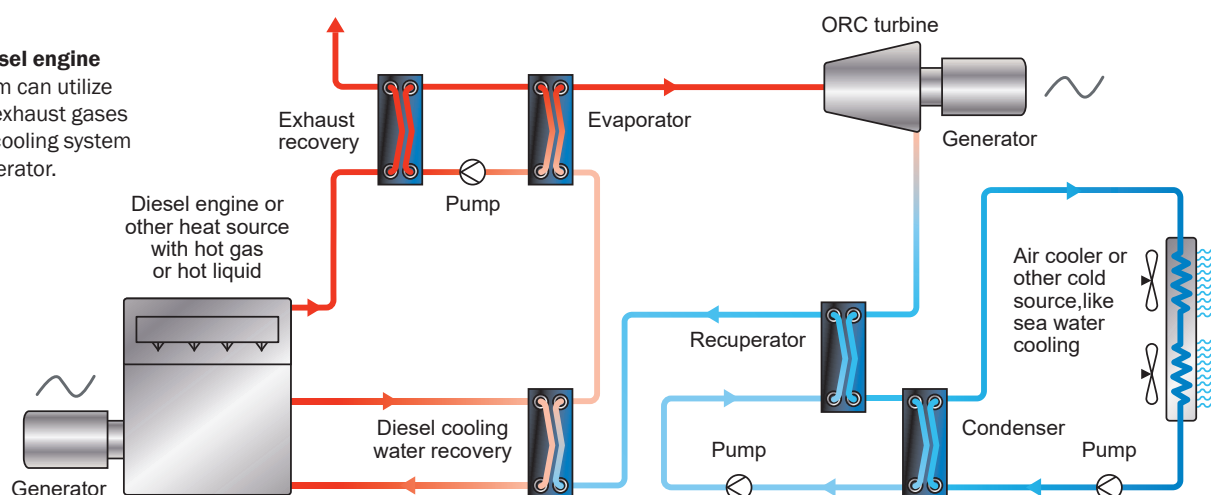 sel engine
m can utilize
exhaust gases
cooling system
erator.
ORC turbine
Exhaust
recovery
Evaporator
Generator
Pump
Diesel engine or
other heat source
with hot gas
or hot liquid
Air cooler or
other cold
source,like
sea water
cooling
Recuperator
Diesel cooling
water recovery
Condenser
Pump
Pump
Generator